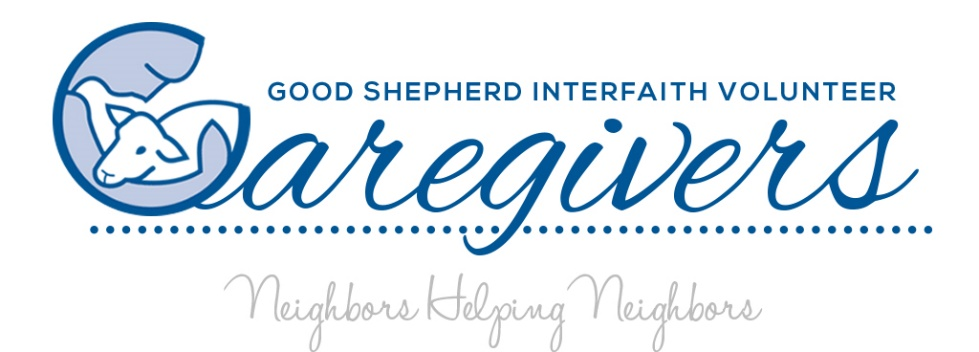 GOOD SHEPHERD INTERFAITH VOLUNTEER
Caregivers
Neighbors Helping Neighbors